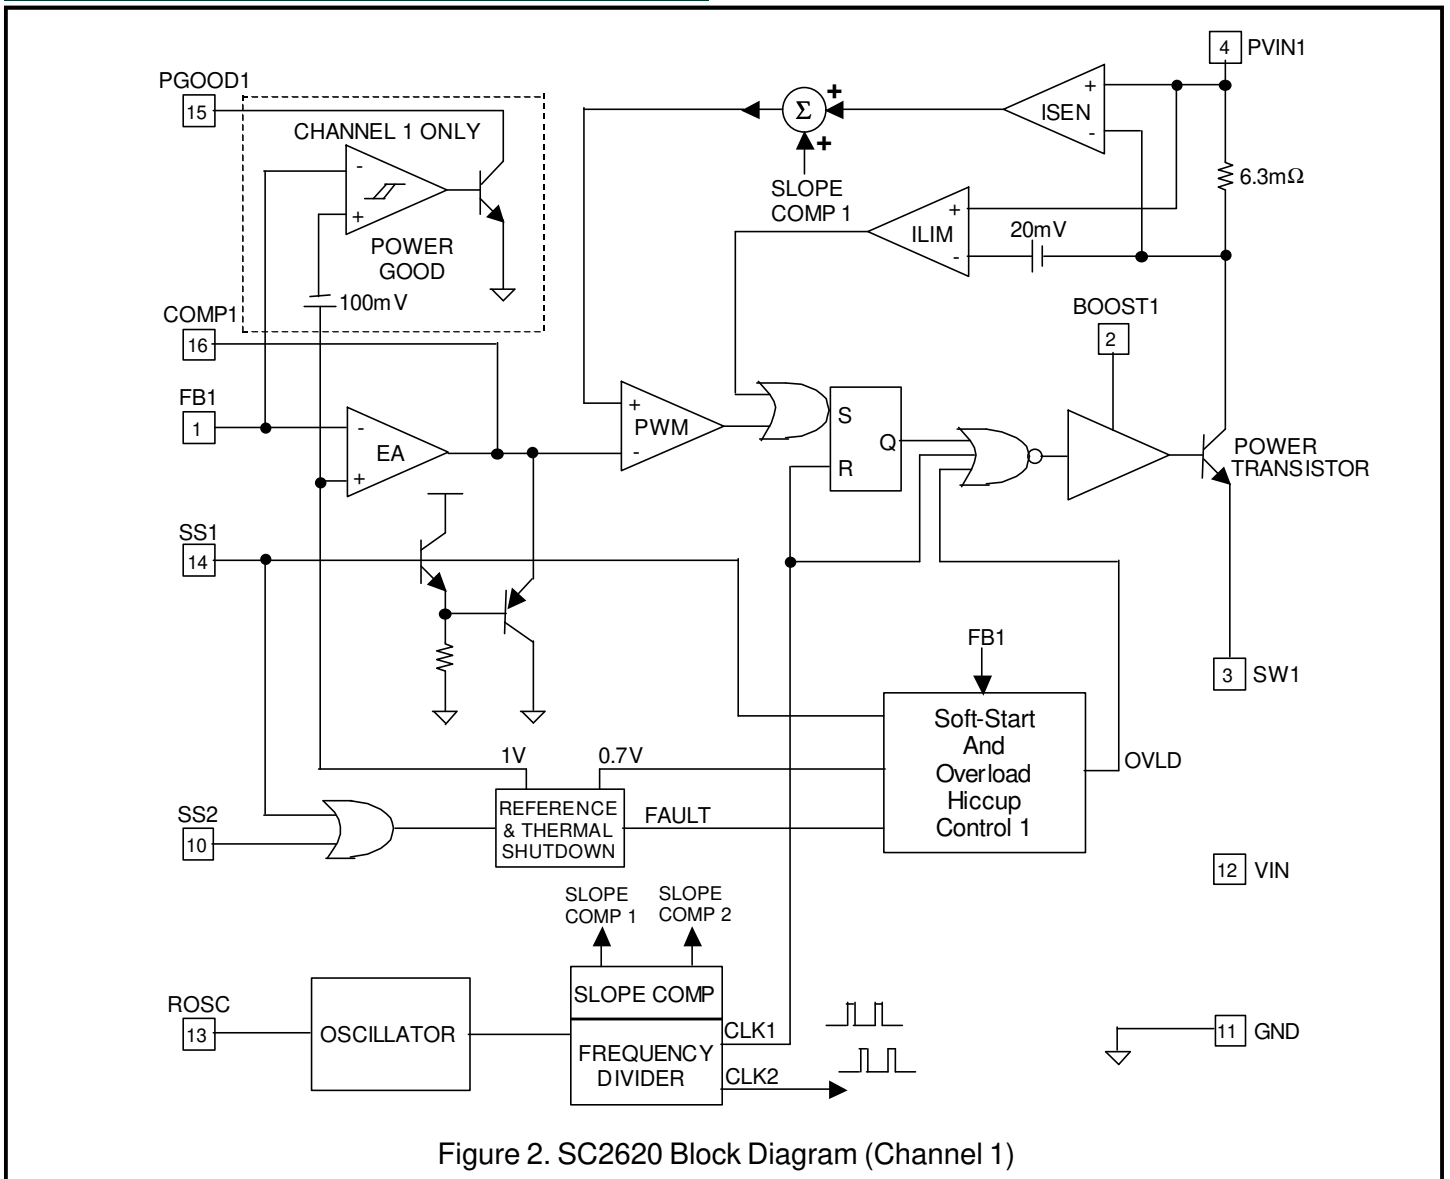 4 PVIN1
PGOOD1
15
CHANNEL 1 ONLY
-
+
POWER
GOOD
100mV
Σ
+
+
SLOPE
COMP 1
ISEN
+
-
6.3mΩ
ILIM
+
-
20mV
COMP1
16
BOOST1
2
FB1
1
-
EA
+
+
PWM
-
S
Q
R
POWER
TRANSISTOR
SS1
14
FB1
3 SW1
Soft-Start
And
Overload
Hiccup
Control 1
OVLD
1V
0.7V
REFERENCE
& THERMAL
SHUTDOWN
FAULT
SS2
10
12 VIN
SLOPE
COMP 1
SLOPE
COMP 2
SLOPE COMP
ROSC
13
OSCILLATOR
FREQUENCY
DIVIDER
CLK1
CLK2
11 GND
Figure 2. SC2620 Block Diagram (Channel 1)